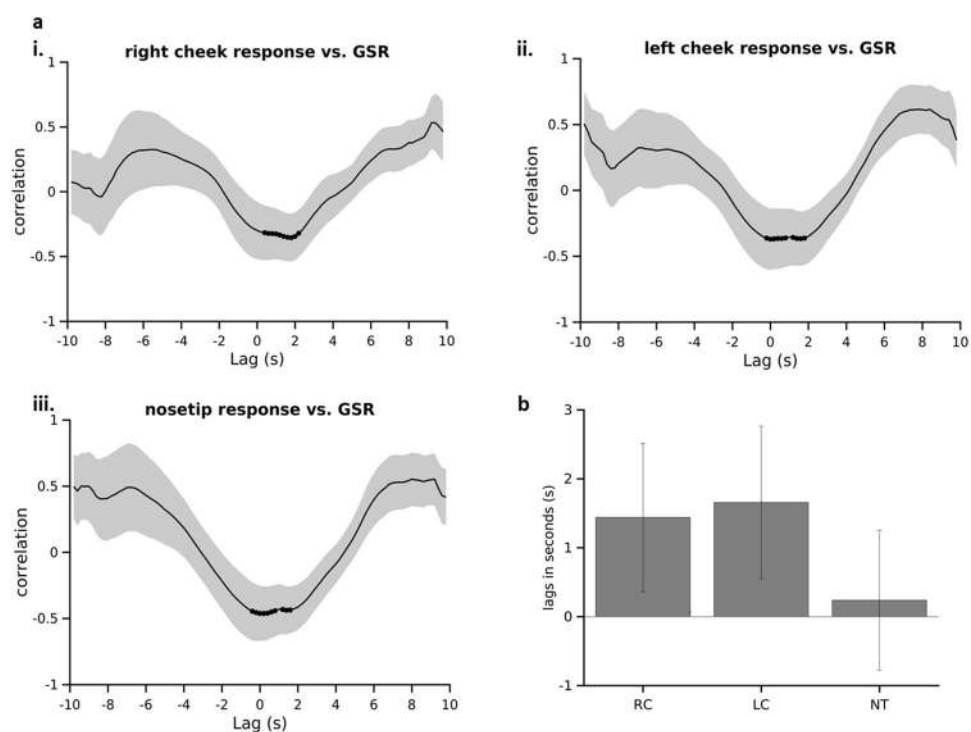 a
i.
right cheek response vs. GSR
1
0.5
0
-0.5
-1
correlation
-10 -8 -6 -4 -2 0 2 4 6 8 10
Lag (s)
ii.
left cheek response vs. GSR
1
0.5
0
-0.5
-1
correlation
-10 -8 -6 -4 -2 0 2 4 6 8 10
Lag (s)
iii.
nosetip response vs. GSR
1
0.5
0
-0.5
-1
correlation
-10 -8 -6 -4 -2 0 2 4 6 8 10
Lag (s)
b
3
2
1
0
-1
lags in seconds (s)
RC LC NT